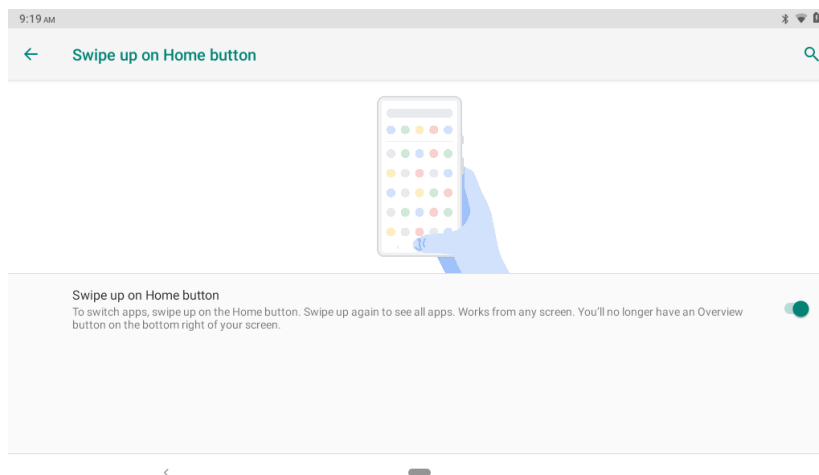 9:19 AM
Swipe up on Home button
Swipe up on Home button
To switch apps, swipe up on the Home button. Swipe up again to see all apps. Works from any screen. You'll no longer have an Overview
button on the bottom right of your screen.